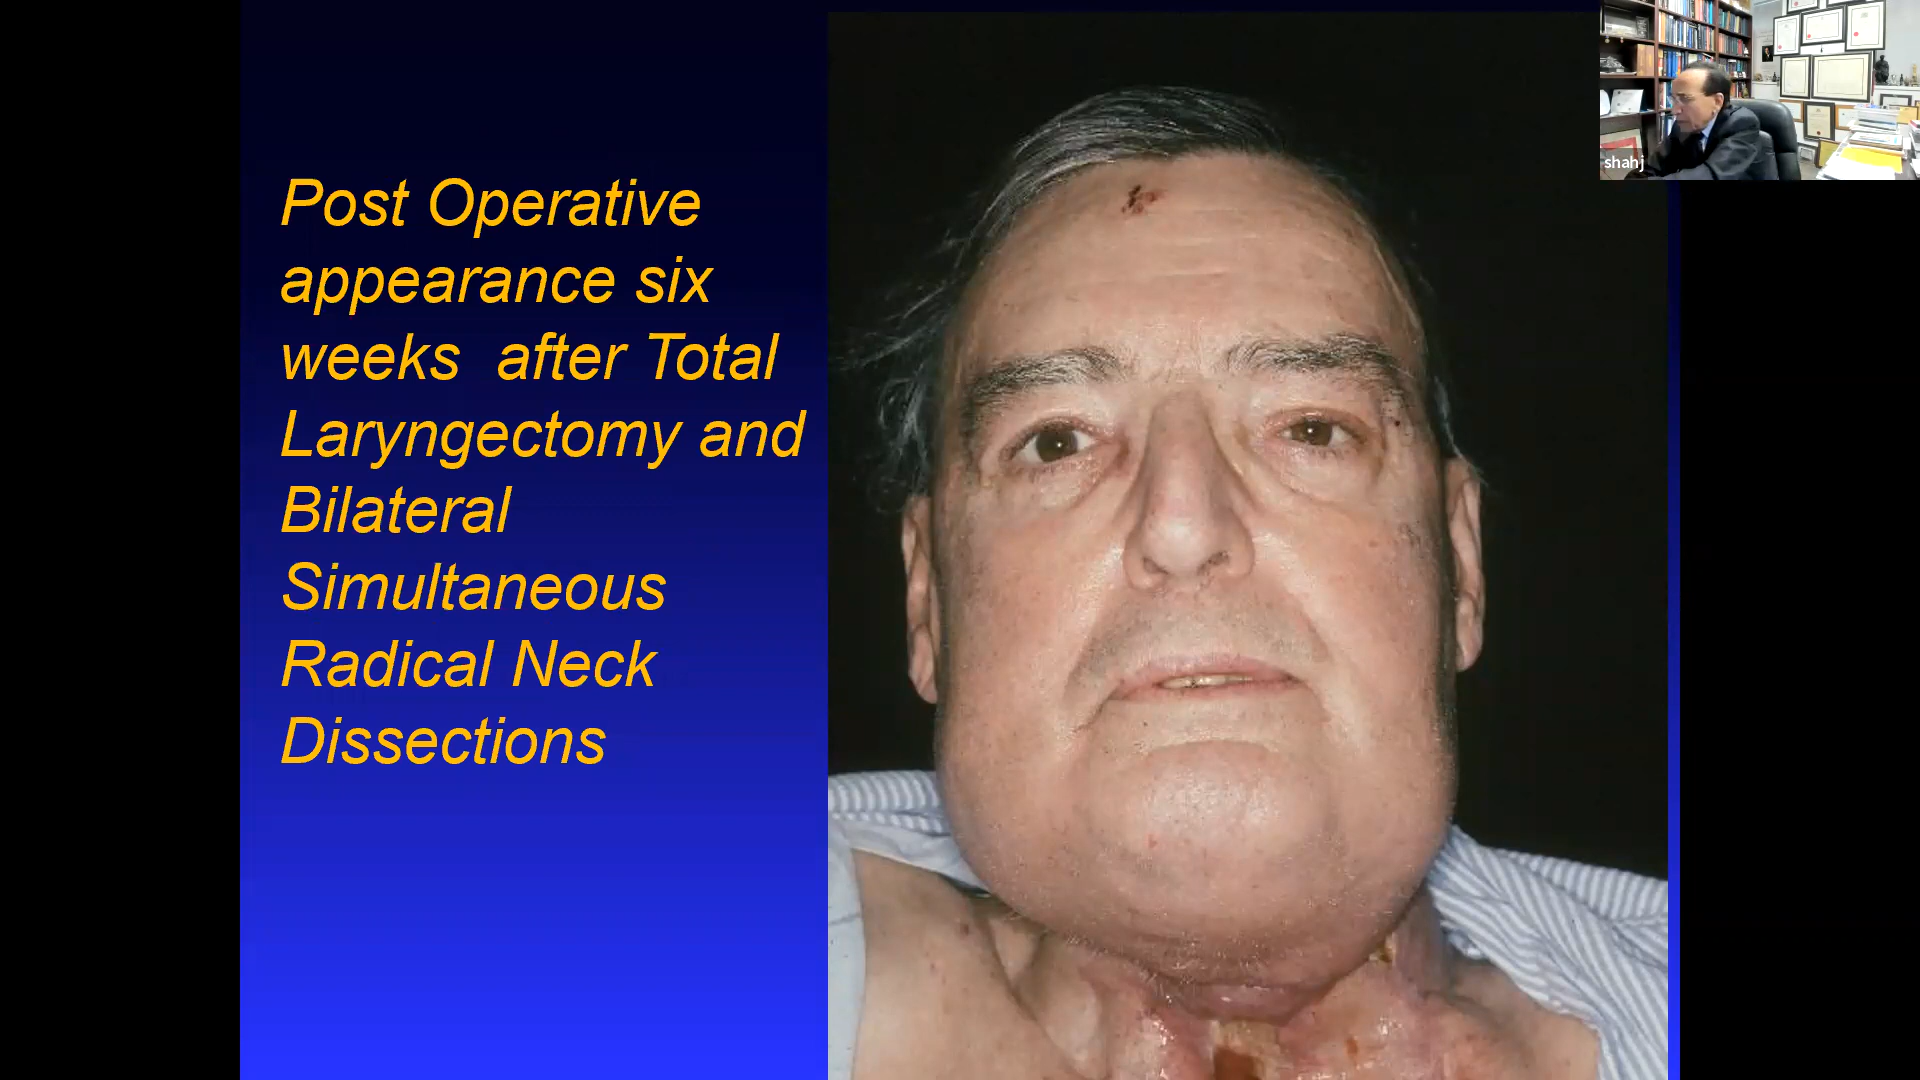 Post Operative
appearance six
weeks  after Total
Laryngectomy and
Bilateral
Simultaneous
Radical Neck
Dissections
shahj